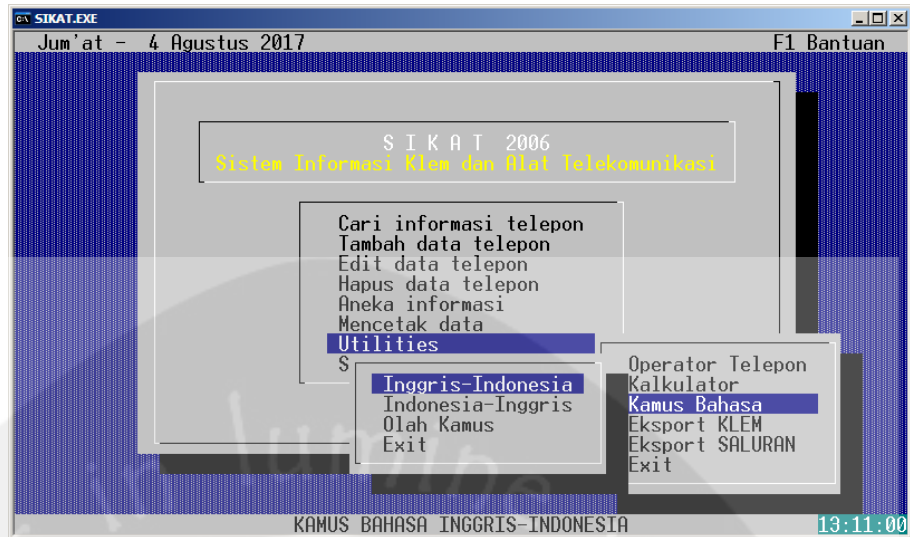 SIKAT.EXE
Jum'at - 4 Agustus 2017 F1 Bantuan
S I K A T 2006
Sistem Informasi Klem dan Alat Telekomunikasi
Cari informasi telepon
Tambah data telepon
Edit data telepon
Hapus data telepon
Aneka informasi
Mencetak data
Utilities
S
Inggris-Indonesia
Indonesia-Inggris
Olah Kamus
Exit
Operator Telepon
Kalkulator
Kamus Bahasa
Eksport KLEM
Eksport SALURAN
Exit
in lumine
KAMUS BAHASA INGGRIS-INDONESIA 13:11:00